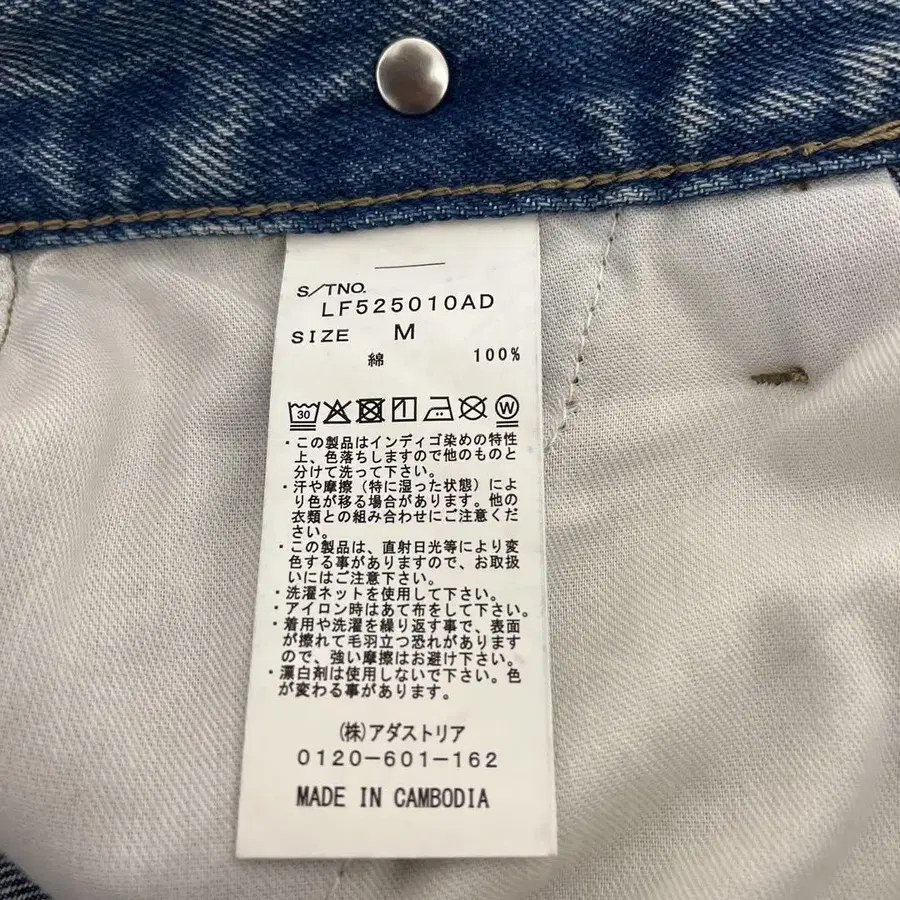 S/TNO.
LF525010AD
SIZE M
綿 100%
30
W
・この製品はインディゴ染めの特性
上、色落ちしますので他のものと
分けて洗って下さい。
・汗や摩擦（特に湿った状態）によ
り色が移る場合があります。他の
衣類との組み合わせにご注意くだ
さい。
・この製品は、直射日光等により変
色する事がありますので、お取扱
いにはご注意下さい。
・洗濯ネットを使用して下さい。
・アイロン時はあて布をして下さい。
・着用や洗濯を繰り返す事で、表面
が擦れて毛羽立つ恐れがあります
ので、強い摩擦はお避け下さい。
・漂白剤は使用しないで下さい。色
が変わる事があります。
(株)アダストリア
0120-601-162
MADE IN CAMBODIA